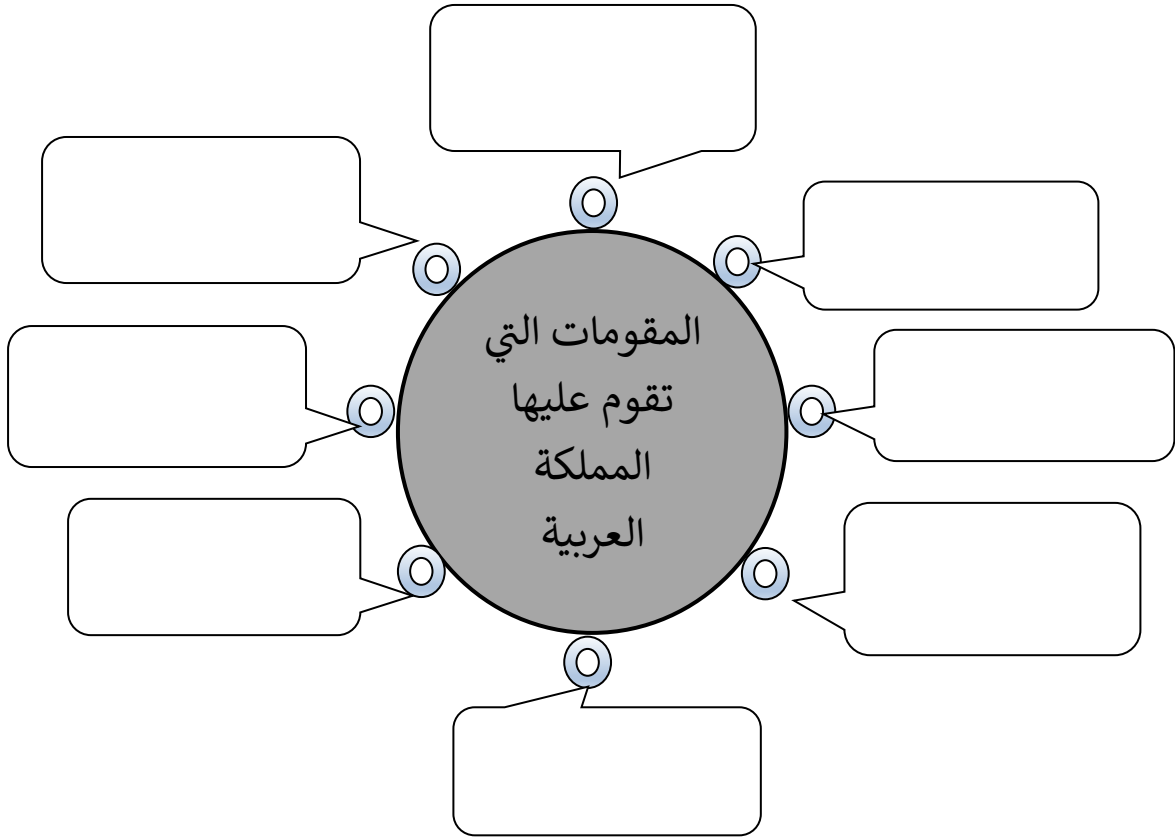 المقومات التي
تقوم عليها
المملكة
العربية